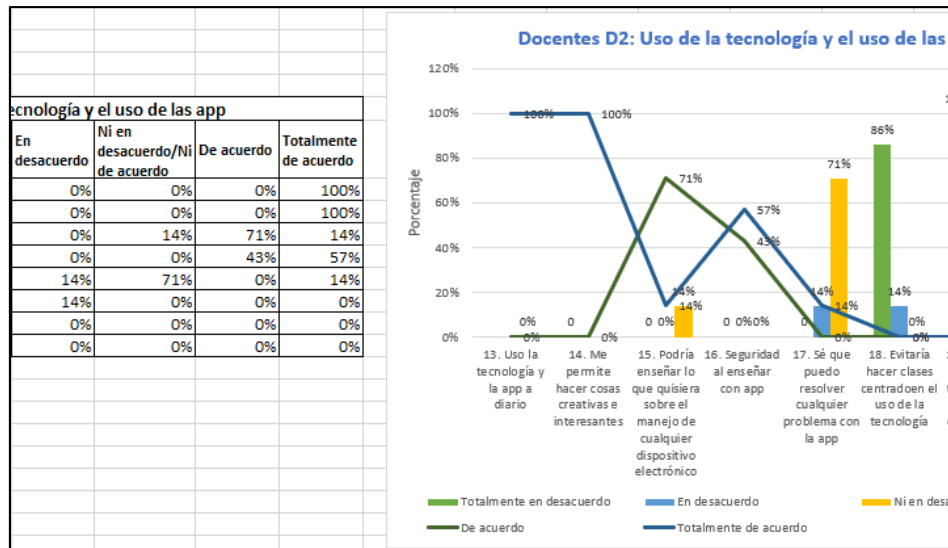 ecnología y el uso de las app
En desacuerdo | Ni en desacuerdo/Ni de acuerdo | De acuerdo | Totalmente de acuerdo
0% 0% 0% 100%
0% 0% 0% 100%
0% 14% 71% 14%
0% 0% 43% 57%
14% 71% 0% 14%
14% 0% 0% 0%
0% 0% 0% 0%
0% 0% 0% 0%
Docentes D2: Uso de la tecnología y el uso de las
Porcentaje
120%
100%
80%
60%
40%
20%
0%
100%
100%
71%
57%
43%
14%
14%
14%
14%
71%
86%
14%
0%
0%
0
0%
0 0%
0 0% 0%
0
0%
0%
0%
13. Uso la
tecnología y
la app a
diario
14. Me
permite
hacer cosas
creativas e
interesantes
15. Podría
enseñar lo
que quisiera
sobre el
manejo de
cualquier
dispositivo
electrónico
16. Seguridad
al enseñar
con app
17. Sé que
puedo
resolver
cualquier
problema con
la app
18. Evitaría
hacer clases
centradoen el
uso de la
tecnología
Totalmente en desacuerdo
En desacuerdo
Ni en desa
De acuerdo
Totalmente de acuerdo